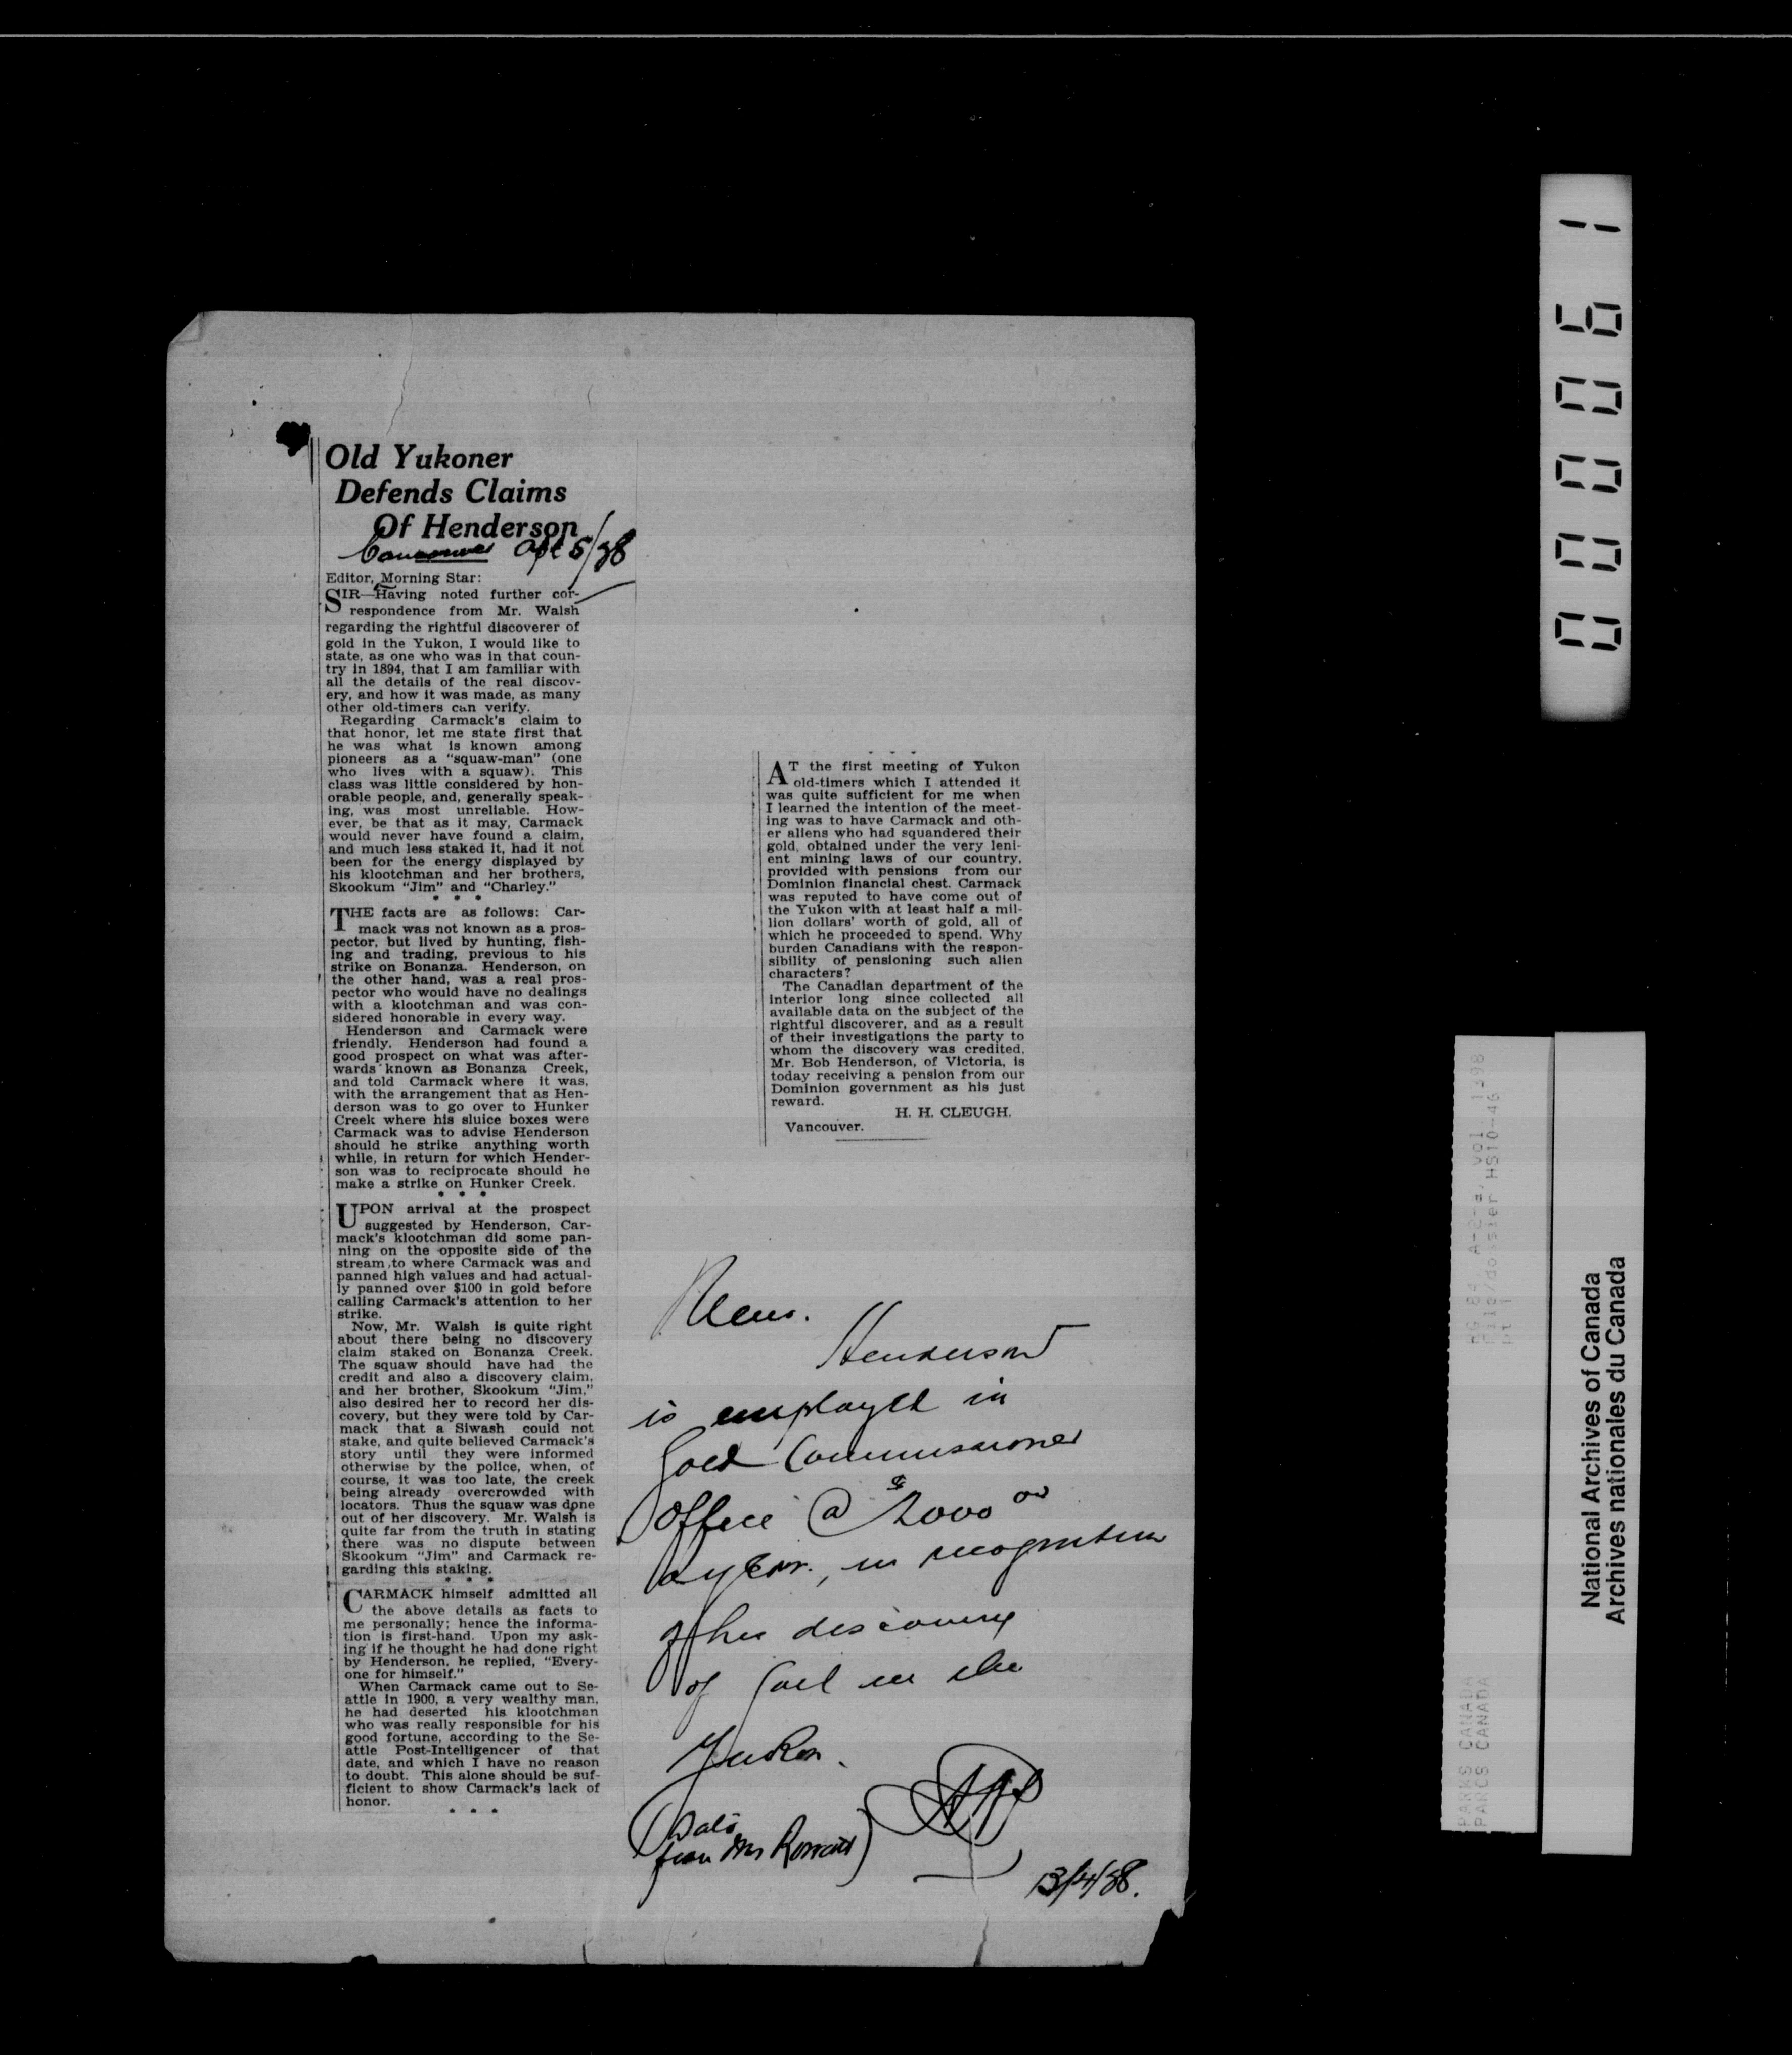 Old Yukoner
Defends Claims
Of Henderson
Vancouver Apl 5/28
Editor, Morning Star:
SIR—Having noted further cor-
respondence from Mr. Walsh
regarding the rightful discoverer of
gold in the Yukon, I would like to
state, as one who was in that coun-
try in 1894, that I am familiar with
all the details of the real discov-
ery, and how it was made, as many
other old-timers can verify.
Regarding Carmack's claim to
that honor, let me state first that
he was what is known among
pioneers as a "squaw-man" (one
who lives with a squaw). This
class was little considered by hon-
orable people, and, generally speak-
ing, was most unreliable. How-
ever, be that as it may, Carmack
would never have found a claim,
and much less staked it, had it not
been for the energy displayed by
his klootchman and her brothers,
Skookum "Jim" and "Charley."
* * *
THE facts are as follows: Car-
mack was not known as a pros-
pector, but lived by hunting, fish-
ing and trading, previous to his
strike on Bonanza. Henderson, on
the other hand, was a real pros-
pector who would have no dealings
with a klootchman and was con-
sidered honorable in every way.
Henderson and Carmack were
friendly. Henderson had found a
good prospect on what was after-
wards known as Bonanza Creek,
and told Carmack where it was,
with the arrangement that as Hen-
derson was to go over to Hunker
Creek where his sluice boxes were
Carmack was to advise Henderson
should he strike anything worth
while, in return for which Hender-
son was to reciprocate should he
make a strike on Hunker Creek.
* * *
UPON arrival at the prospect
suggested by Henderson, Car-
mack's klootchman did some pan-
ning on the opposite side of the
stream to where Carmack was and
panned high values and had actual-
ly panned over $100 in gold before
calling Carmack's attention to her
strike.
Now, Mr. Walsh is quite right
about there being no discovery
claim staked on Bonanza Creek.
The squaw should have had the
credit and also a discovery claim,
and her brother, Skookum "Jim,"
also desired her to record her dis-
covery, but they were told by Car-
mack that a Siwash could not
stake, and quite believed Carmack's
story until they were informed
otherwise by the police, when, of
course, it was too late, the creek
being already overcrowded with
locators. Thus the squaw was done
out of her discovery. Mr. Walsh is
quite far from the truth in stating
there was no dispute between
Skookum "Jim" and Carmack re-
garding this staking.
* * *
CARMACK himself admitted all
the above details as facts to
me personally; hence the informa-
tion is first-hand. Upon my ask-
ing if he thought he had done right
by Henderson, he replied, "Every-
one for himself."
When Carmack came out to Se-
attle in 1900, a very wealthy man,
he had deserted his klootchman
who was really responsible for his
good fortune, according to the Se-
attle Post-Intelligencer of that
date, and which I have no reason
to doubt. This alone should be suf-
ficient to show Carmack's lack of
honor.
* * *
AT the first meeting of Yukon
old-timers which I attended it
was quite sufficient for me when
I learned the intention of the meet-
ing was to have Carmack and oth-
er aliens who had squandered their
gold, obtained under the very leni-
ent mining laws of our country,
provided with pensions from our
Dominion financial chest. Carmack
was reputed to have come out of
the Yukon with at least half a mil-
lion dollars' worth of gold, all of
which he proceeded to spend. Why
burden Canadians with the respon-
sibility of pensioning such alien
characters?
The Canadian department of the
interior long since collected all
available data on the subject of the
rightful discoverer, and as a result
of their investigations the party to
whom the discovery was credited,
Mr. Bob Henderson, of Victoria, is
today receiving a pension from our
Dominion government as his just
reward.
H. H. CLEUGH.
Vancouver.
Memo.
Henderson
is employed in
Gold Commissioner
Office @ $2000 00
a year, in recognition
of his discovery
of Gold in the
Yukon.
(Data
from Mr )
13/4/28.
000061
RG 84, A-2-a, vol. 1398
file/dossier HS10-46
pt 1
PARKS CANADA
PARCS CANADA
National Archives of Canada
Archives nationales du Canada